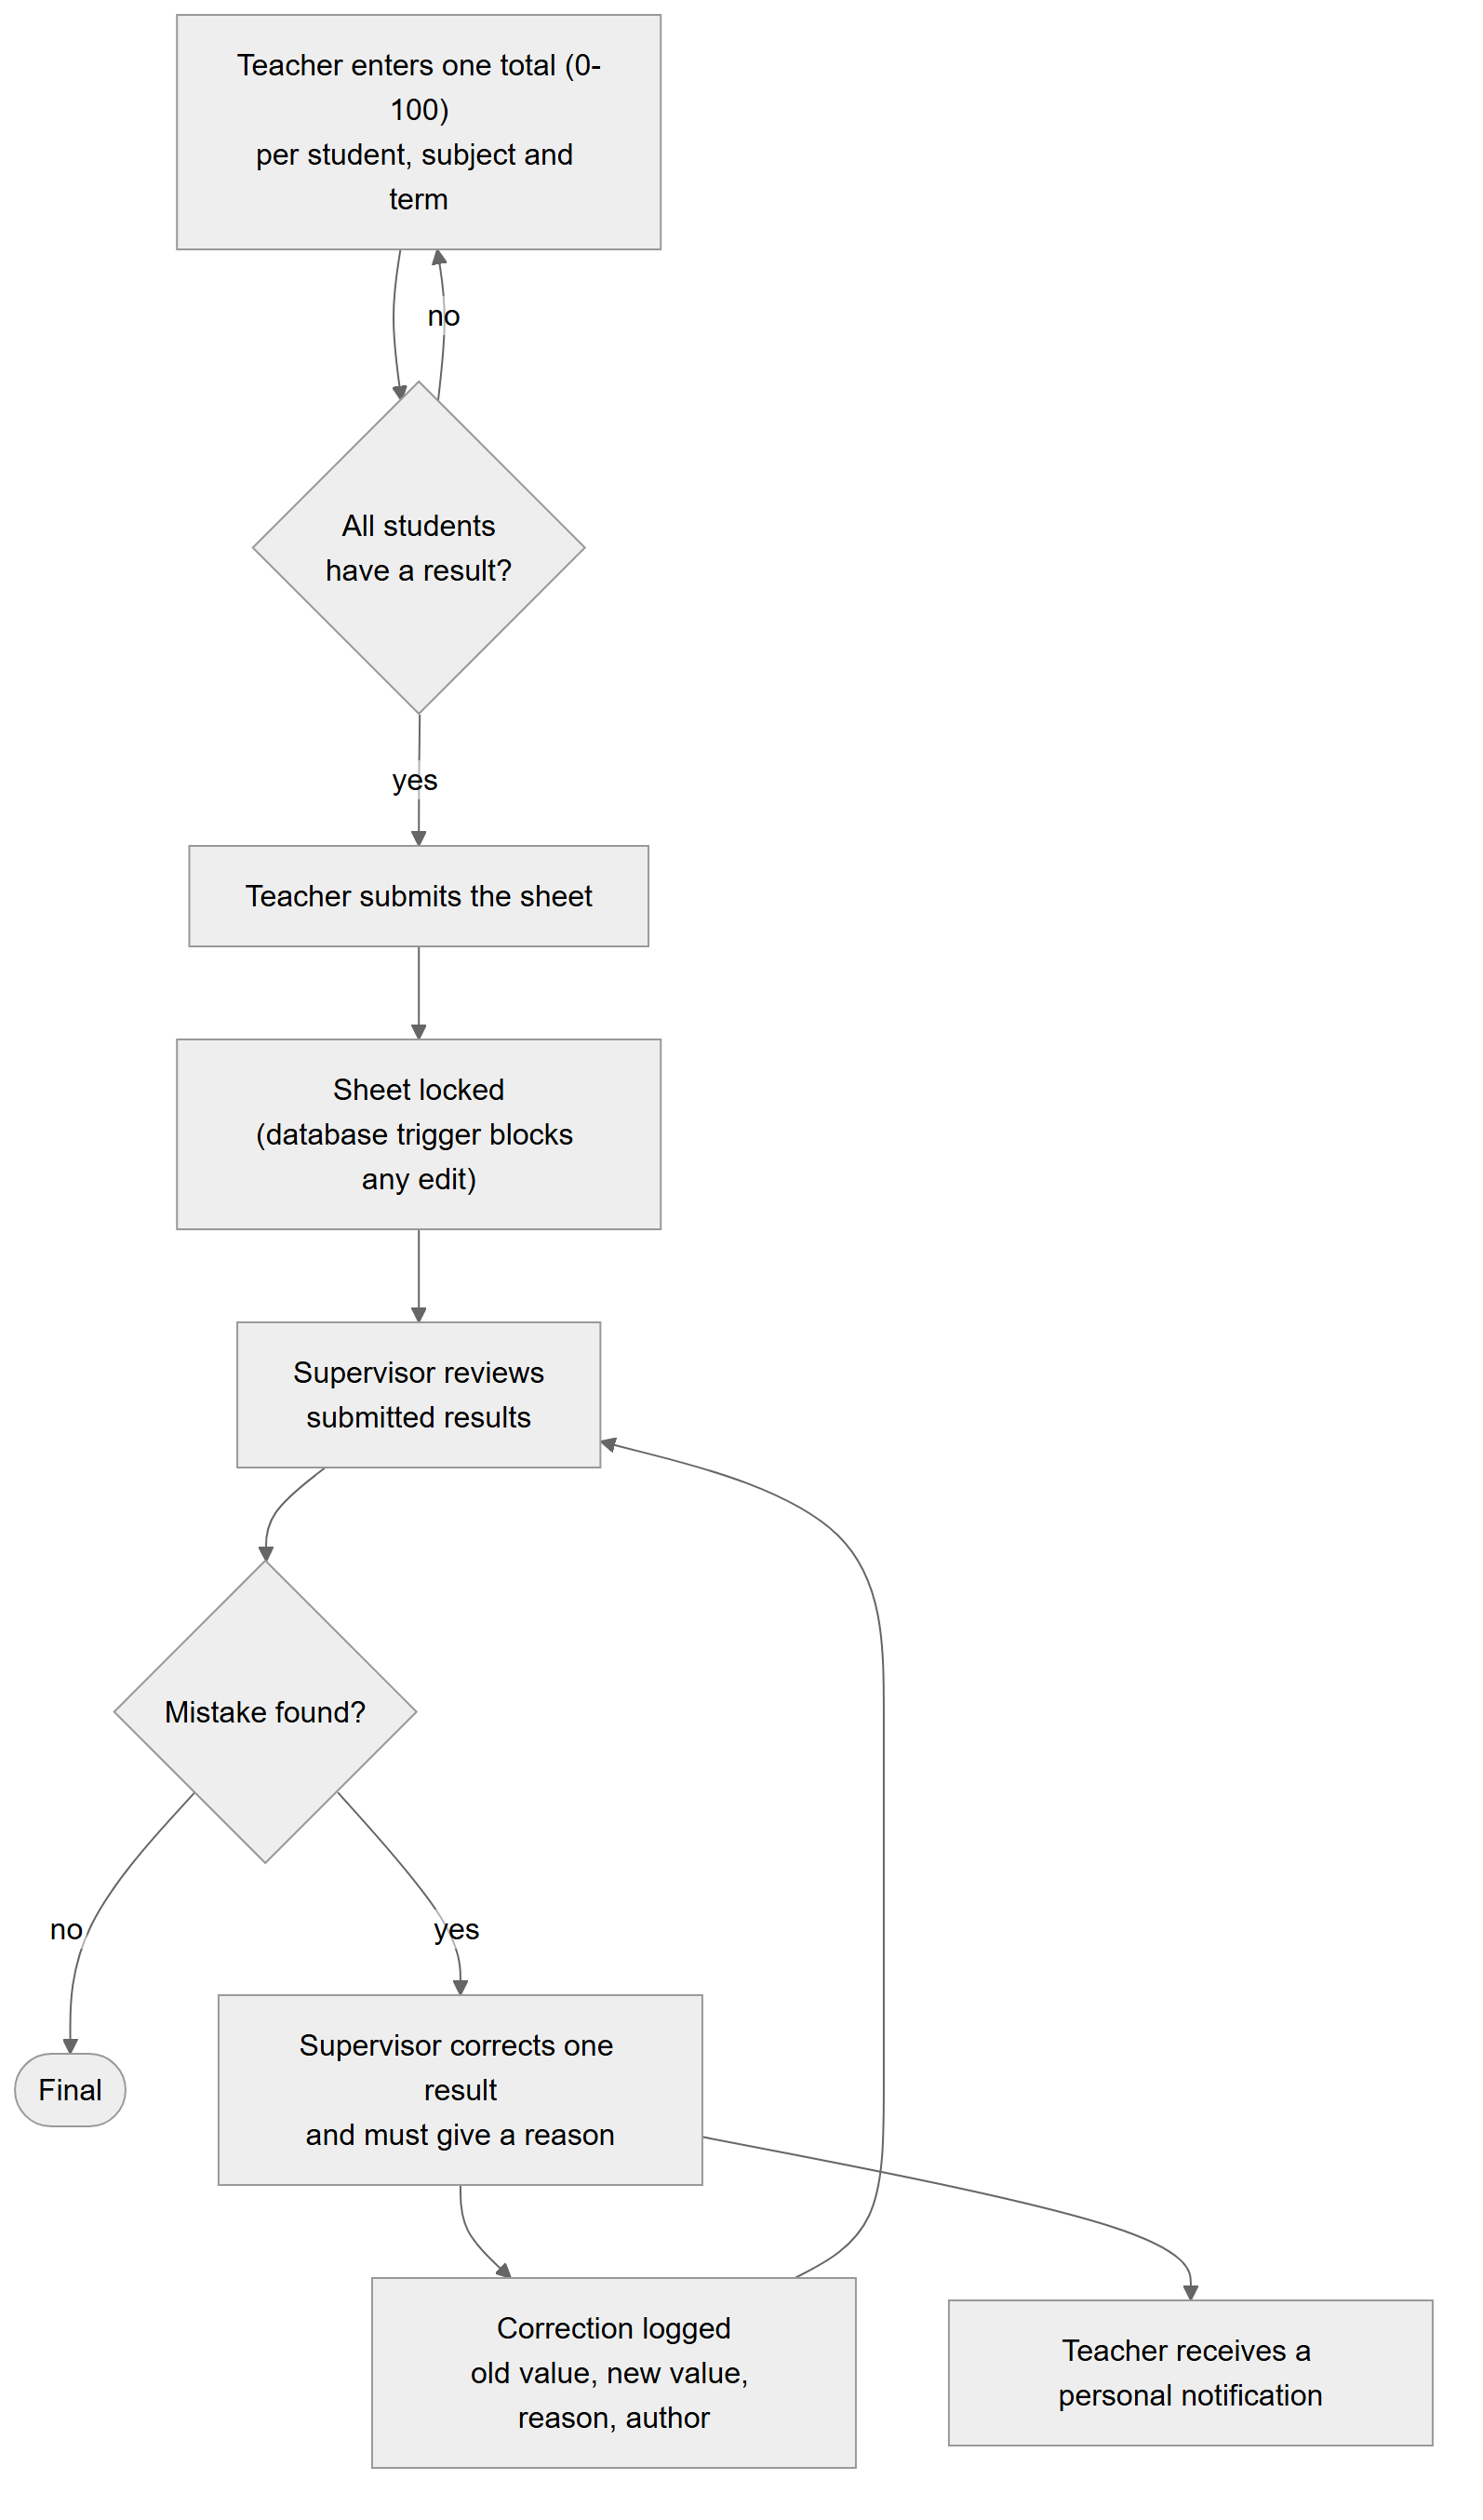 Teacher enters one total (0-
100)
per student, subject and
term
no
All students
have a result?
yes
Teacher submits the sheet
Sheet locked
(database trigger blocks
any edit)
Supervisor reviews
submitted results
Mistake found?
no
yes
Supervisor corrects one
result
and must give a reason
Final
Correction logged
old value, new value,
reason, author
Teacher receives a
personal notification